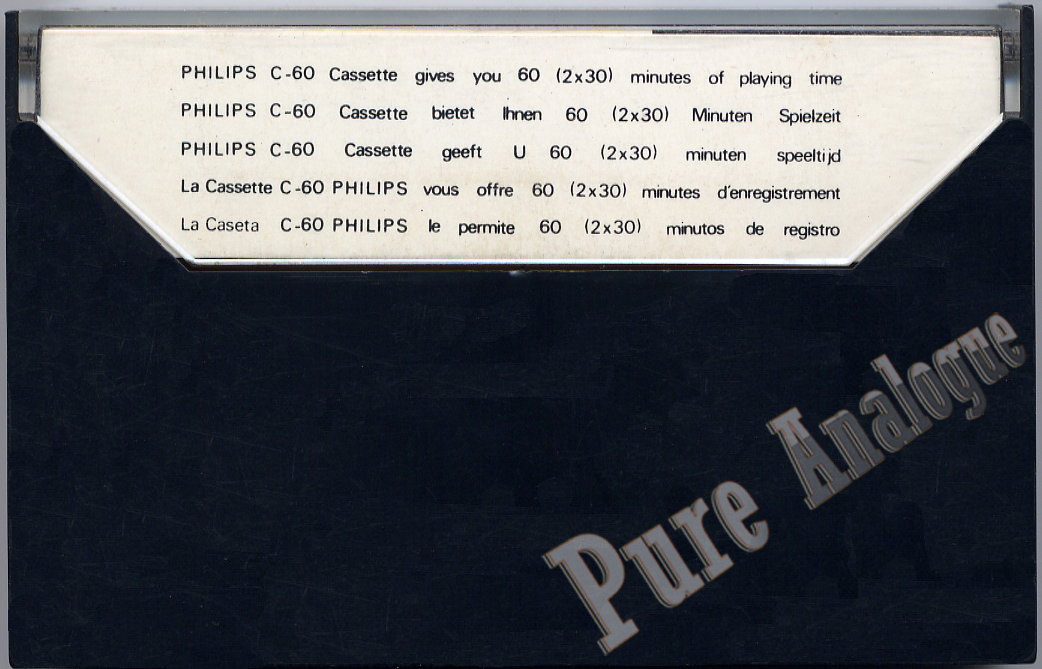 PHILIPS C-60 Cassette gives you 60 (2x30) minutes of playing time
PHILIPS C-60 Cassette bietet Ihnen 60 (2x30) Minuten Spielzeit
PHILIPS C-60 Cassette geeft U 60 (2x30) minuten speeltijd
La Cassette C-60 PHILIPS vous offre 60 (2x30) minutes d'enregistrement
La Caseta C-60 PHILIPS le permite 60 (2x30) minutos de registro
Pure Analogue